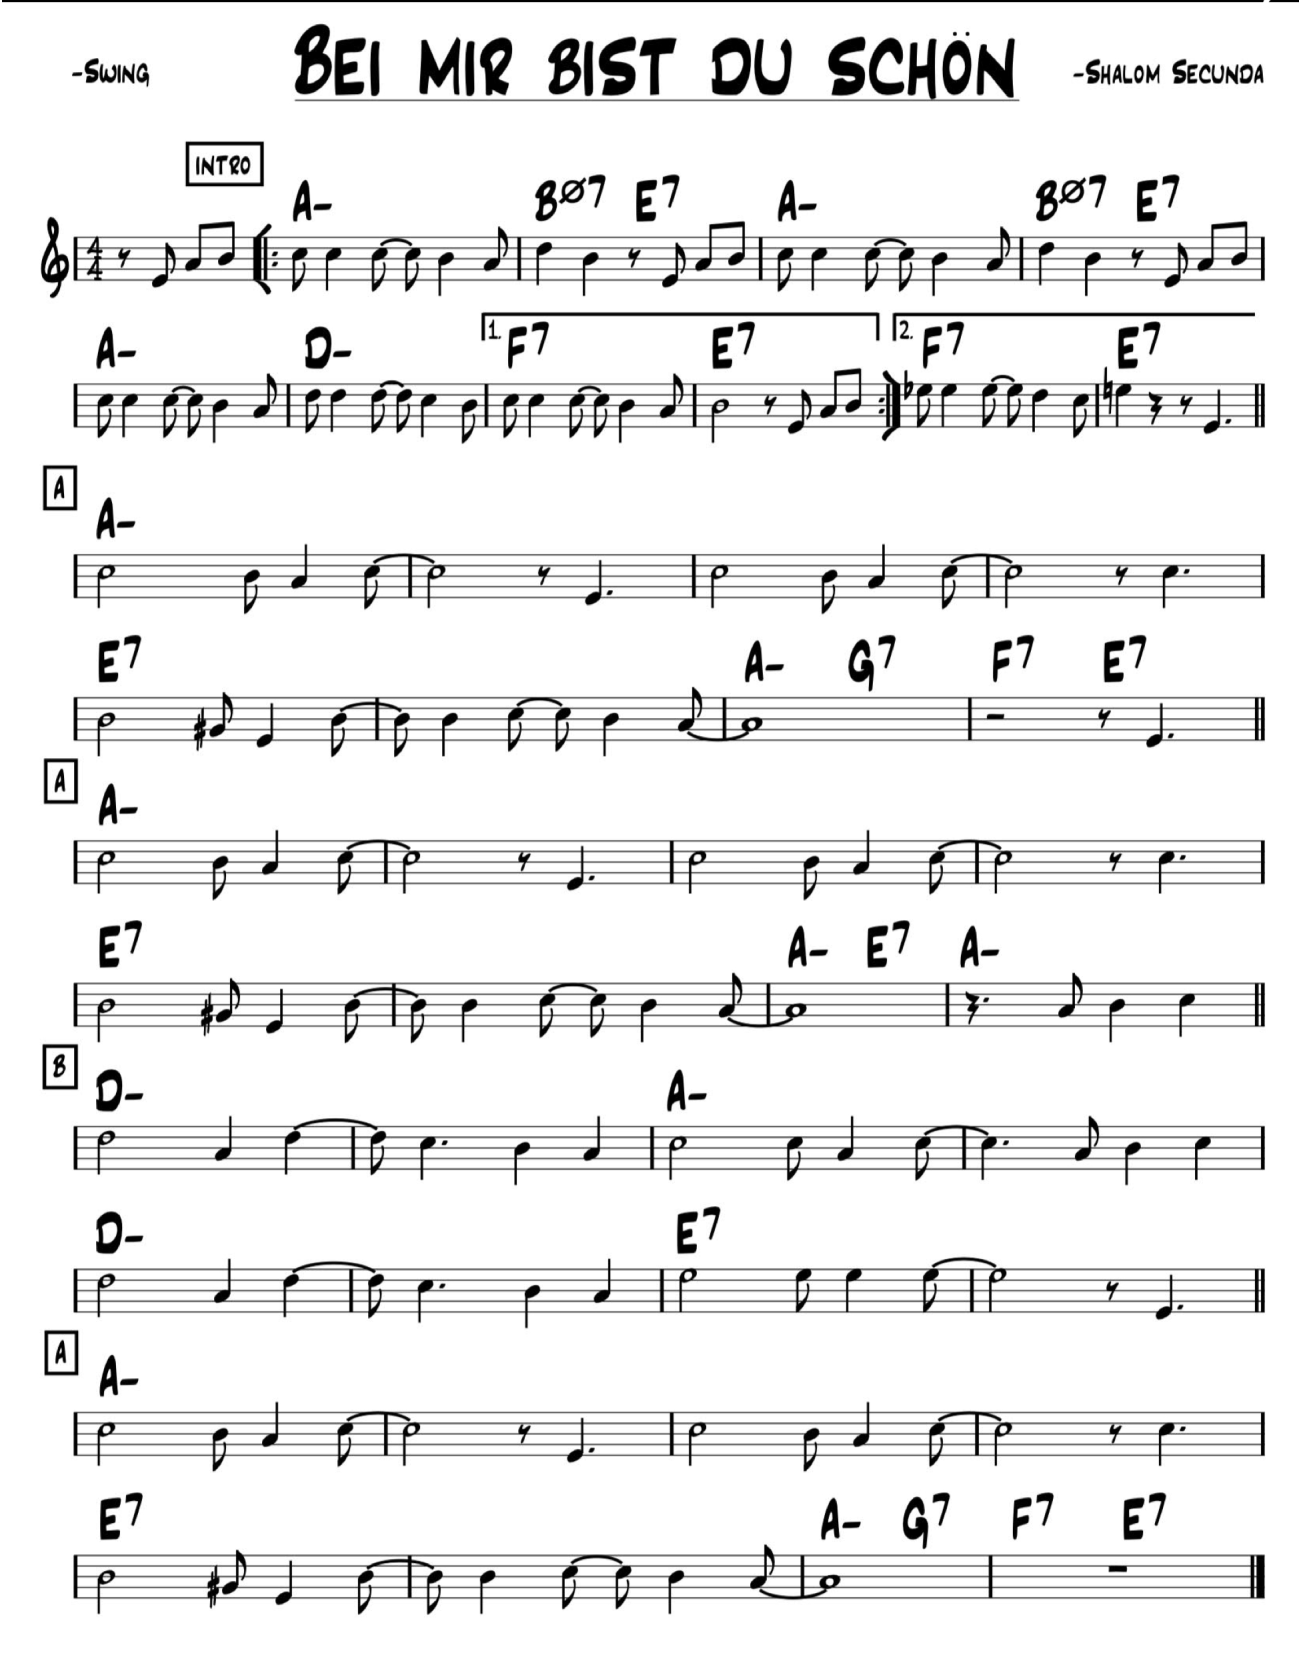 -Swing BEI MIR BIST DU SCHÖN -Shalom Secunda
INTRO
A- Bø7 E7 A- Bø7 E7
4
4
A- D- 1. F7 E7 2. F7 E7
A
A-
E7 A- G7 F7 E7
A
A-
E7 A- E7 A-
B
D- A-
D- E7
A
A-
E7 A- G7 F7 E7